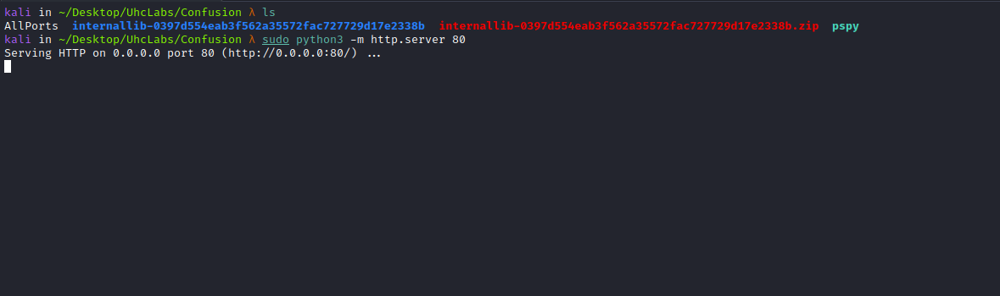 kali in ~/Desktop/UhcLabs/Confusion λ ls
AllPorts  internallib-0397d554eab3f562a35572fac727729d17e2338b  internallib-0397d554eab3f562a35572fac727729d17e2338b.zip  pspy
kali in ~/Desktop/UhcLabs/Confusion λ sudo python3 -m http.server 80
Serving HTTP on 0.0.0.0 port 80 (http://0.0.0.0:80/) ...